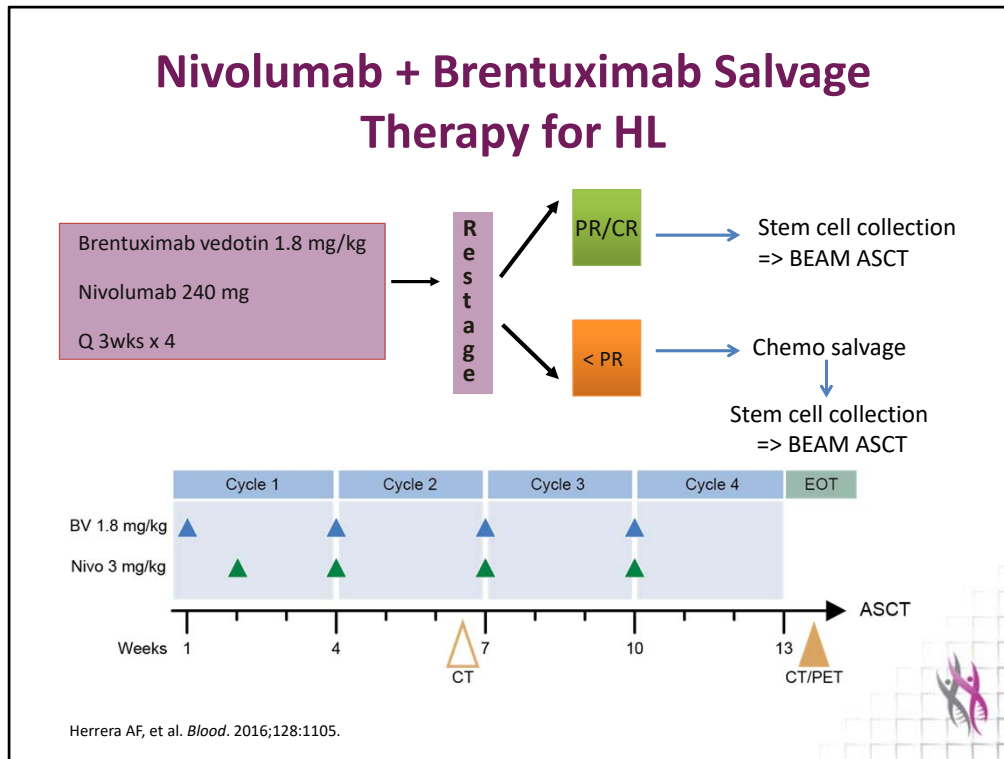 Nivolumab + Brentuximab Salvage
Therapy for HL
Brentuximab vedotin 1.8 mg/kg
Nivolumab 240 mg
Q 3wks x 4
Restage
PR/CR
Stem cell collection
=> BEAM ASCT
< PR
Chemo salvage
Stem cell collection
=> BEAM ASCT
Cycle 1 Cycle 2 Cycle 3 Cycle 4 EOT
BV 1.8 mg/kg
Nivo 3 mg/kg
ASCT
Weeks 1 4 7 10 13
CT CT/PET
Herrera AF, et al. Blood. 2016;128:1105.